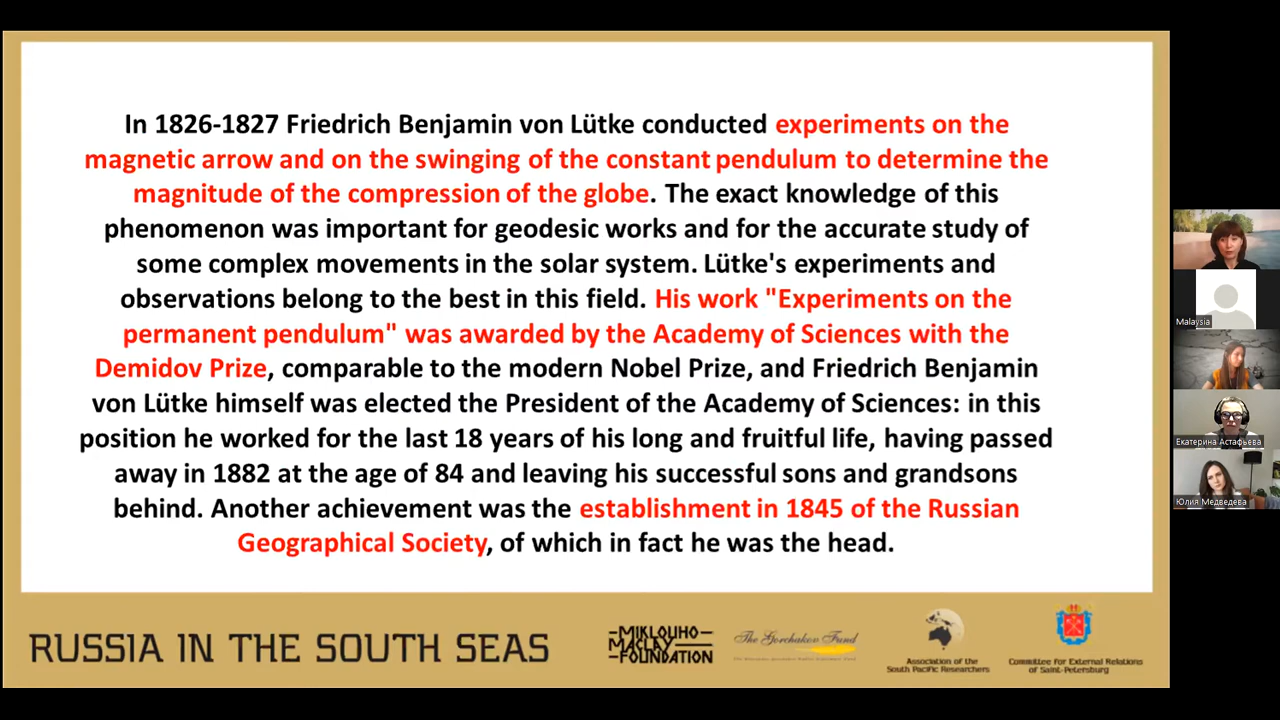 In 1826-1827 Friedrich Benjamin von Lütke conducted experiments on the
magnetic arrow and on the swinging of the constant pendulum to determine the
magnitude of the compression of the globe. The exact knowledge of this
phenomenon was important for geodesic works and for the accurate study of
some complex movements in the solar system. Lütke's experiments and
observations belong to the best in this field. His work "Experiments on the
permanent pendulum" was awarded by the Academy of Sciences with the
Demidov Prize, comparable to the modern Nobel Prize, and Friedrich Benjamin
von Lütke himself was elected the President of the Academy of Sciences: in this
position he worked for the last 18 years of his long and fruitful life, having passed
away in 1882 at the age of 84 and leaving his successful sons and grandsons
behind. Another achievement was the establishment in 1845 of the Russian
Geographical Society, of which in fact he was the head.
RUSSIA IN THE SOUTH SEAS
MIKLOUHO
MACLAY
FOUNDATION
The Gorchakov Fund
Association of the
South Pacific Researchers
Committee for External Relations
of Saint-Petersburg
Malaysia
Екатерина Астафьева
Юлия Медведева